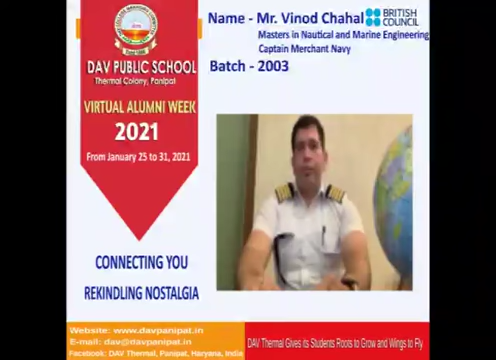 Name - Mr. Vinod Chahal
BRITISH
COUNCIL
Masters in Nautical and Marine Engineering
Captain Merchant Navy
Batch - 2003
DAV PUBLIC SCHOOL
Thermal Colony, Panipat
VIRTUAL ALUMNI WEEK
2021
From January 25 to 31, 2021
CONNECTING YOU
REKINDLING NOSTALGIA
Website: www.davpanipat.in
E-mail: dav@davpanipat.in
Facebook: DAV Thermal, Panipat, Haryana, India
DAV Thermal Gives its Students Roots to Grow and Wings to Fly